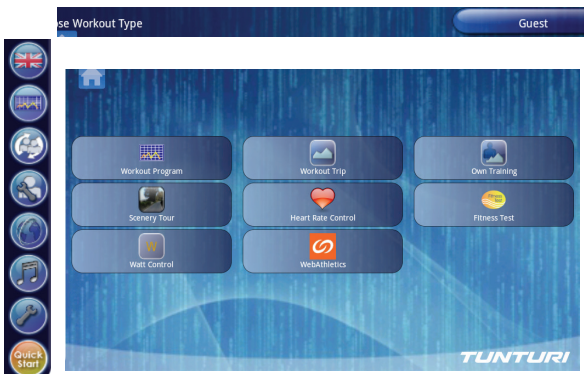 se Workout Type
Guest
Workout Program
Workout Trip
Own Training
Scenery Tour
Heart Rate Control
Fitness Test
Watt Control
W
WebAthletics
Quick
Start
TUNTURI